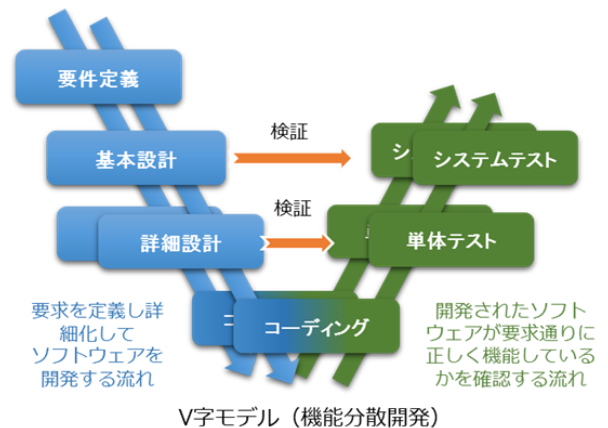 要件定義
基本設計
検証
シ
システムテスト
詳細設計
検証
単体テスト
コ
コーディング
要求を定義し詳
細化して
ソフトウェアを
開発する流れ
開発されたソフト
ウェアが要求通りに
正しく機能している
かを確認する流れ
V字モデル（機能分散開発）